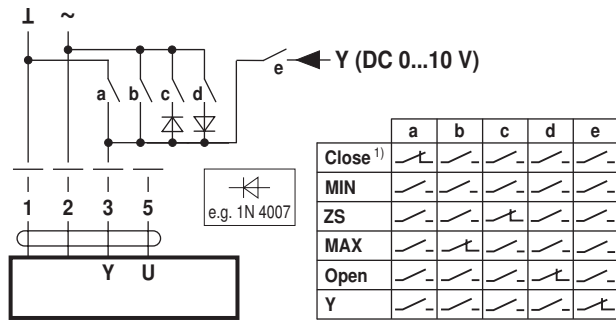 ⊥ ~
e Y (DC 0...10 V)
a b c d
1 2 3 5
e.g. 1N 4007
Y U
a b c d e
Close 1)
MIN
ZS
MAX
Open
Y